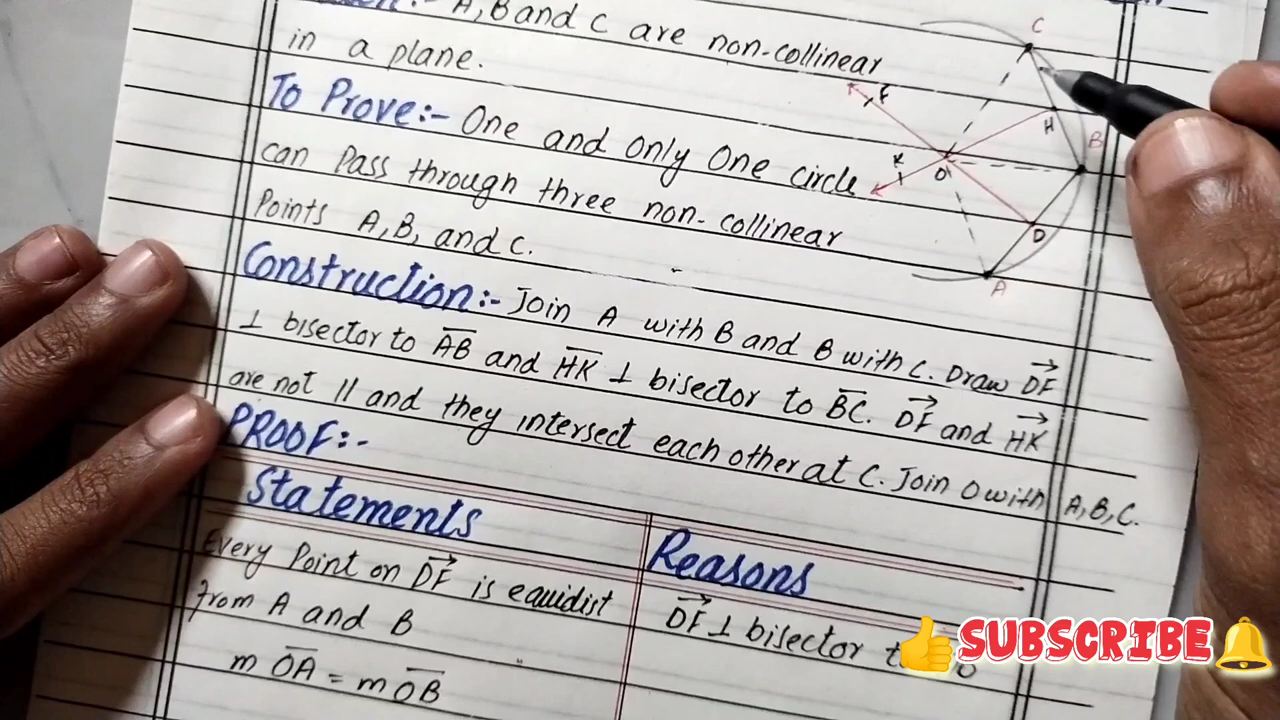 A, B and C are non-collinear
in a plane.
To Prove:- One and Only One circle
can Pass through three non-collinear
Points A, B, and C.
Construction:- Join A with B and B with C. Draw DF
⊥ bisector to AB and HK ⊥ bisector to BC. DF and HK
are not || and they intersect each other at C. Join O with A, B, C.
PROOF:-
Statements
Reasons
Every Point on DF is equidist
from A and B
m OA = m OB
DF ⊥ bisector
C
F
H
B
K
O
D
A
SUBSCRIBE